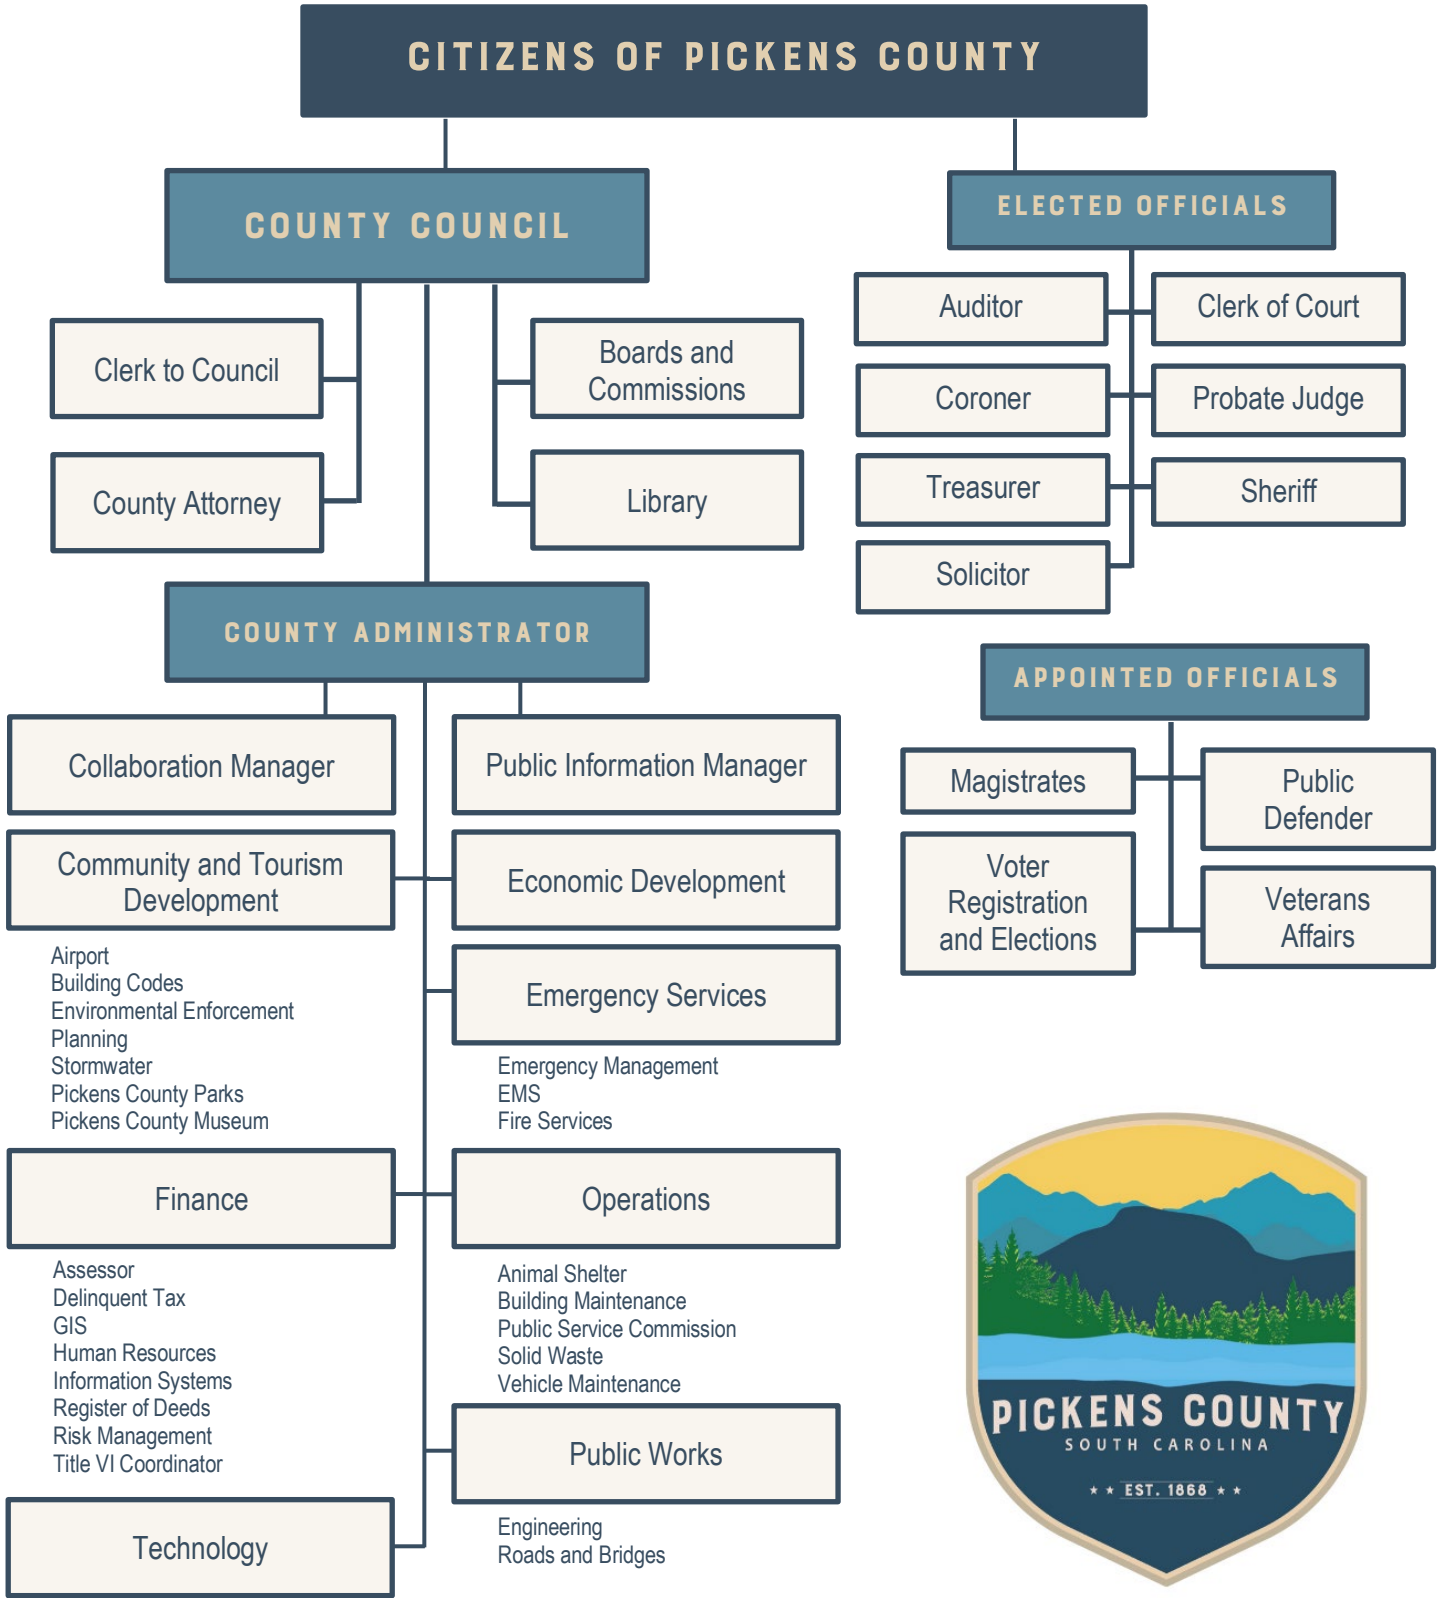 CITIZENS OF PICKENS COUNTY
COUNTY COUNCIL
Clerk to Council
County Attorney
Boards and
Commissions
Library
COUNTY ADMINISTRATOR
Collaboration Manager
Public Information Manager
Community and Tourism
Development
Airport
Building Codes
Environmental Enforcement
Planning
Stormwater
Pickens County Parks
Pickens County Museum
Economic Development
Emergency Services
Emergency Management
EMS
Fire Services
Finance
Assessor
Delinquent Tax
GIS
Human Resources
Information Systems
Register of Deeds
Risk Management
Title VI Coordinator
Operations
Animal Shelter
Building Maintenance
Public Service Commission
Solid Waste
Vehicle Maintenance
Public Works
Engineering
Roads and Bridges
Technology
ELECTED OFFICIALS
Auditor
Clerk of Court
Coroner
Probate Judge
Treasurer
Sheriff
Solicitor
APPOINTED OFFICIALS
Magistrates
Public
Defender
Voter
Registration
and Elections
Veterans
Affairs
PICKENS COUNTY
SOUTH CAROLINA
EST. 1868